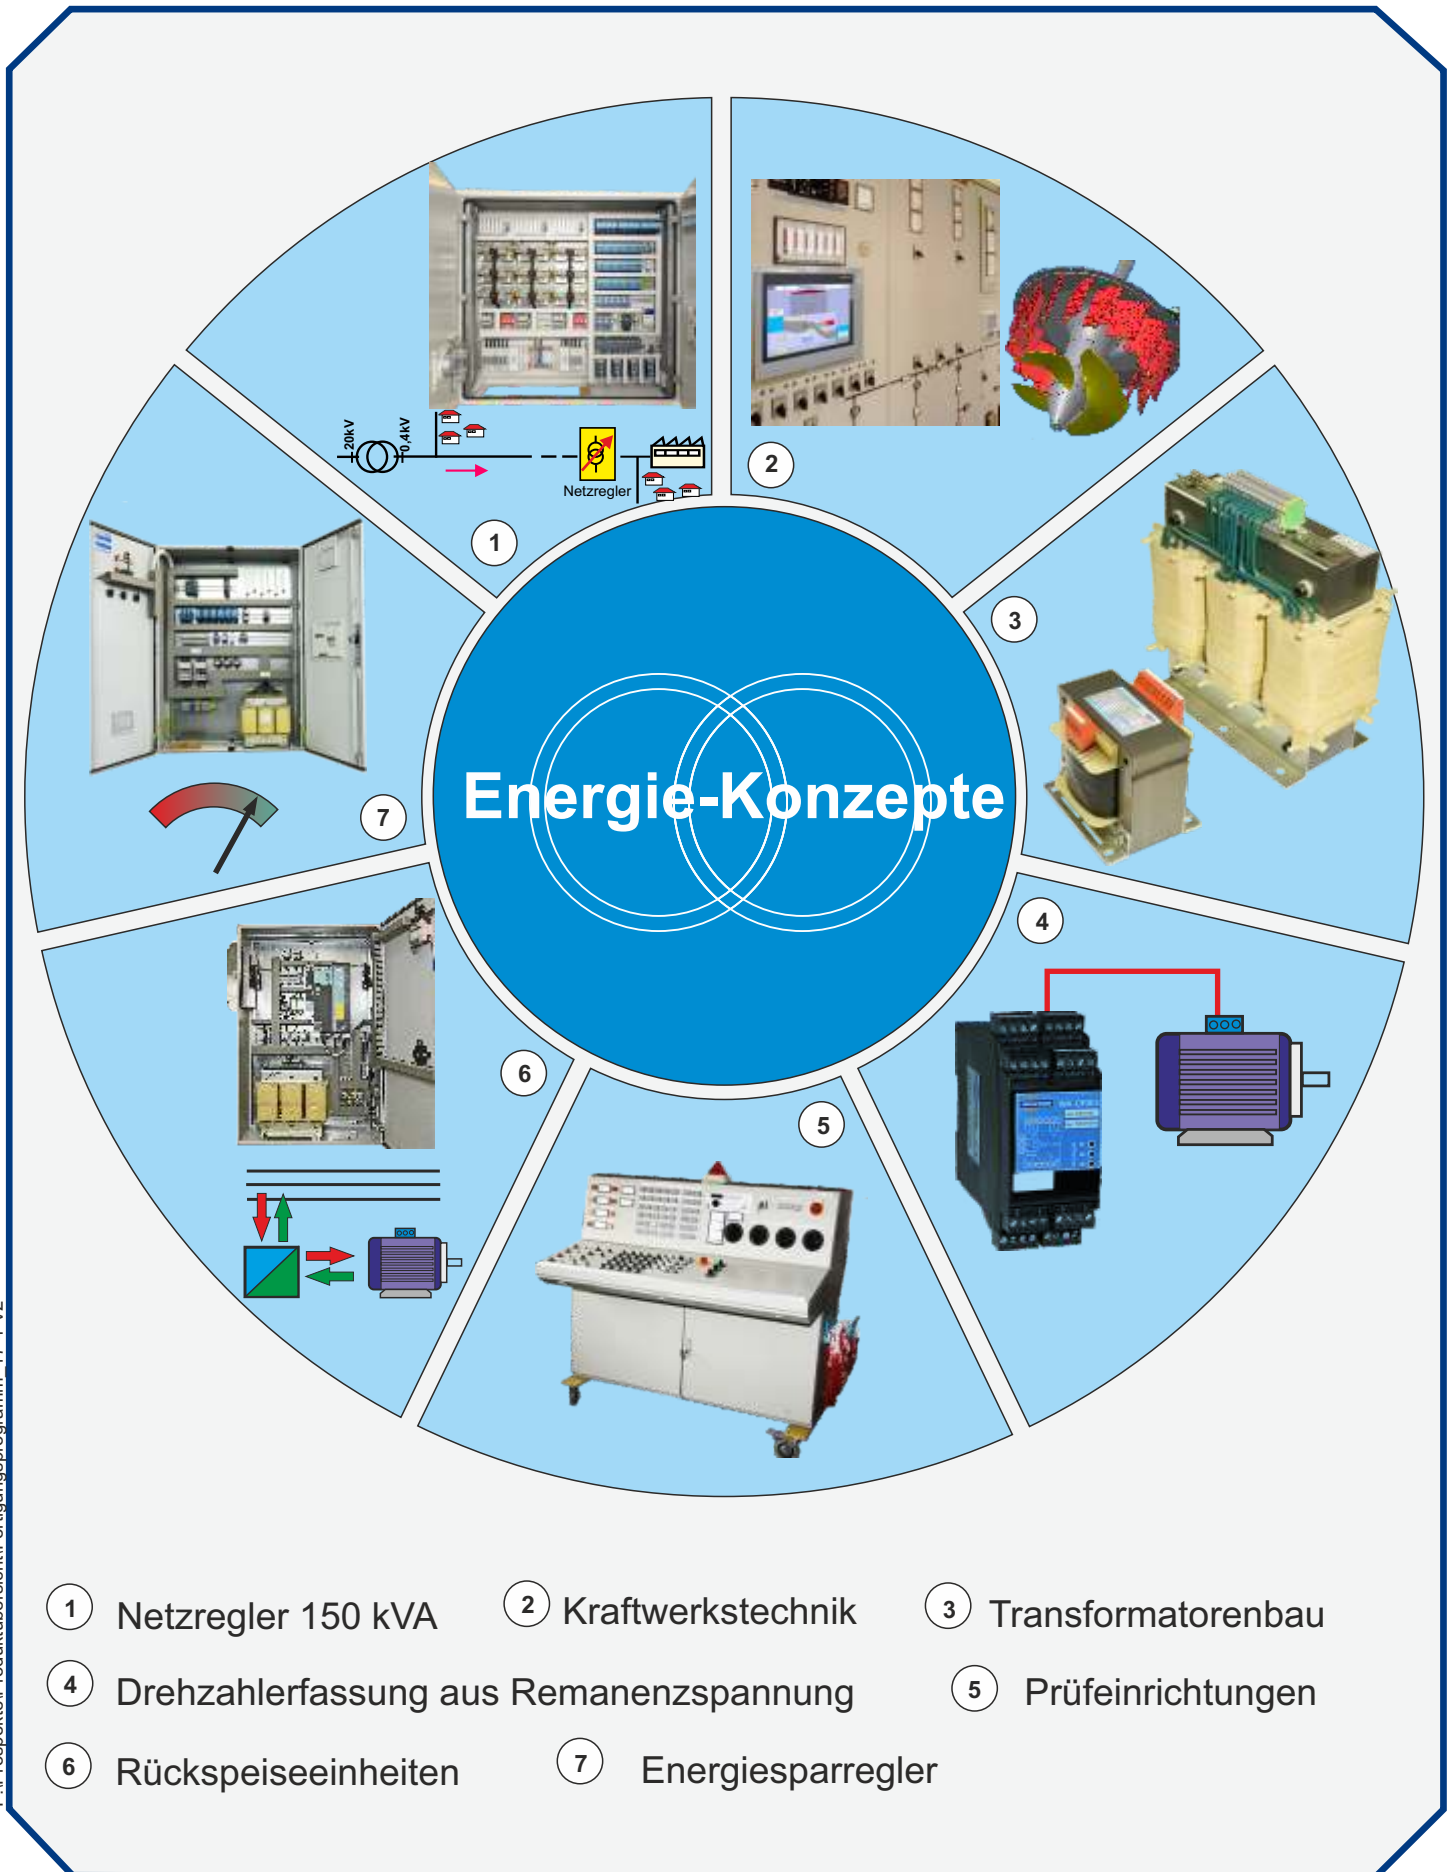 20kV
0,4kV
Netzregler
1
2
3
4
5
6
7
Energie-Konzepte
1 Netzregler 150 kVA
2 Kraftwerkstechnik
3 Transformatorenbau
4 Drehzahlerfassung aus Remanenzspannung
5 Prüfeinrichtungen
6 Rückspeiseeinheiten
7 Energiesparregler